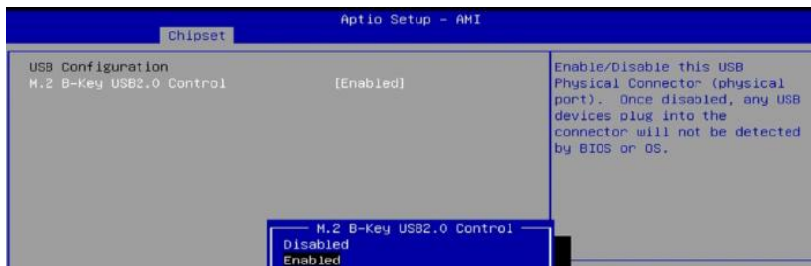 Aptio Setup - AMI
Chipset
USB Configuration
M.2 B-Key USB2.0 Control [Enabled]
Enable/Disable this USB
Physical Connector (physical
port). Once disabled, any USB
devices plug into the
connector will not be detected
by BIOS or OS.
M.2 B-Key USB2.0 Control
Disabled
Enabled